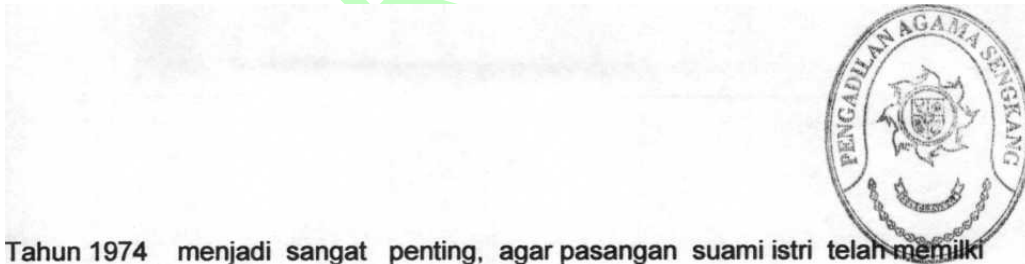 PENGADILAN AGAMA SENGKANG
Tahun 1974 menjadi sangat penting, agar pasangan suami istri telah memilki